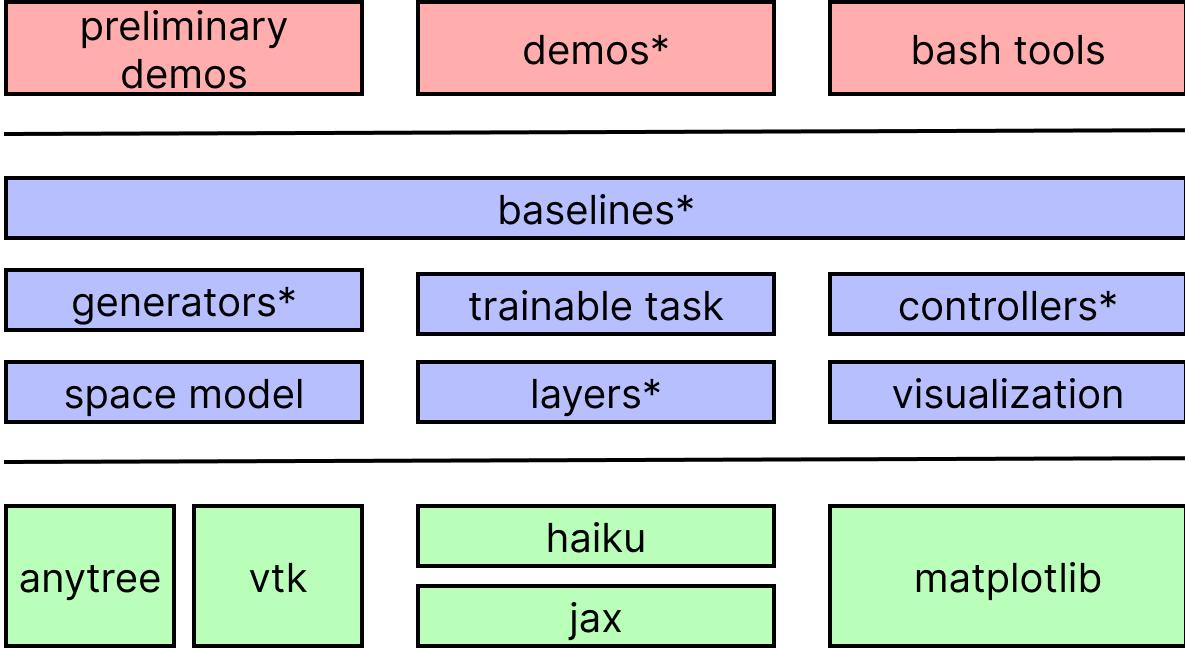 preliminary
demos
demos*
bash tools
baselines*
generators*
trainable task
controllers*
space model
layers*
visualization
anytree
vtk
haiku
jax
matplotlib